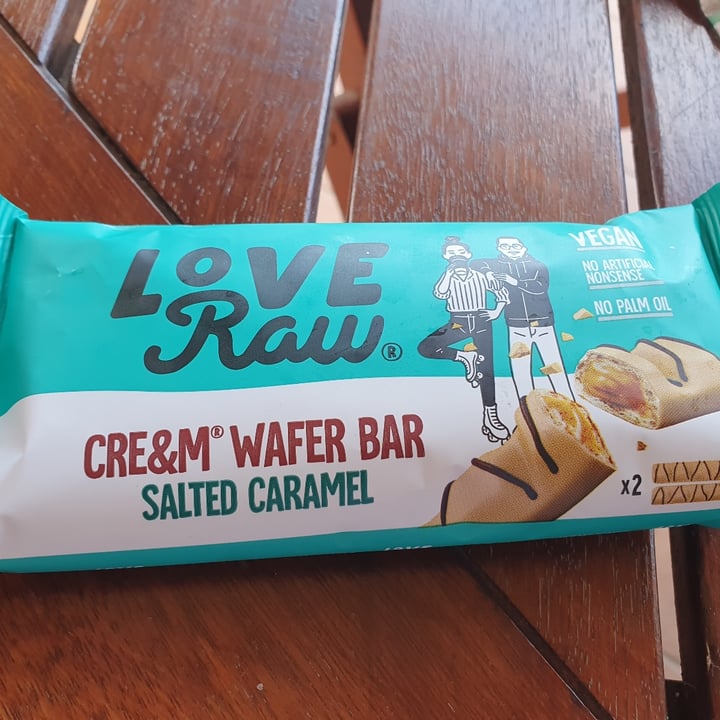 LOVE
Raw®
VEGAN
NO ARTIFICIAL
NONSENSE
NO PALM OIL
CRE&M® WAFER BAR
SALTED CARAMEL
x2